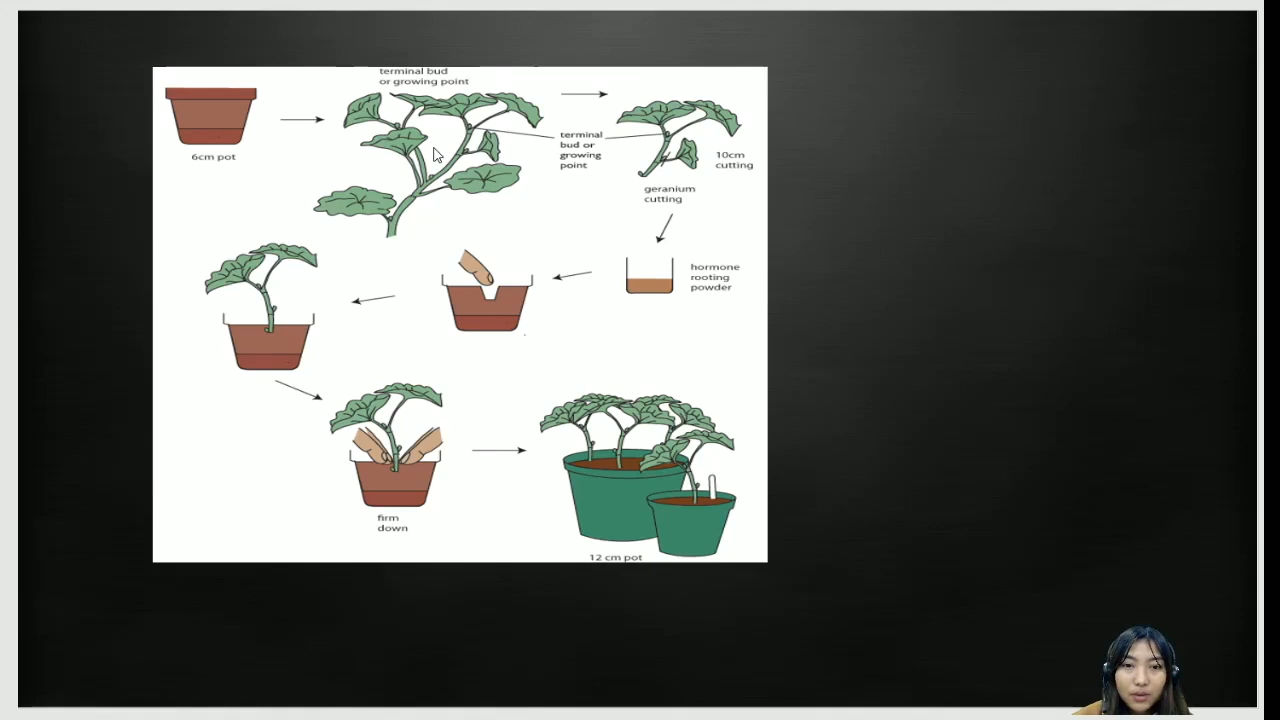 terminal bud
or growing point
6cm pot
terminal
bud or
growing
point
10cm
cutting
geranium
cutting
hormone
rooting
powder
firm
down
12 cm pot